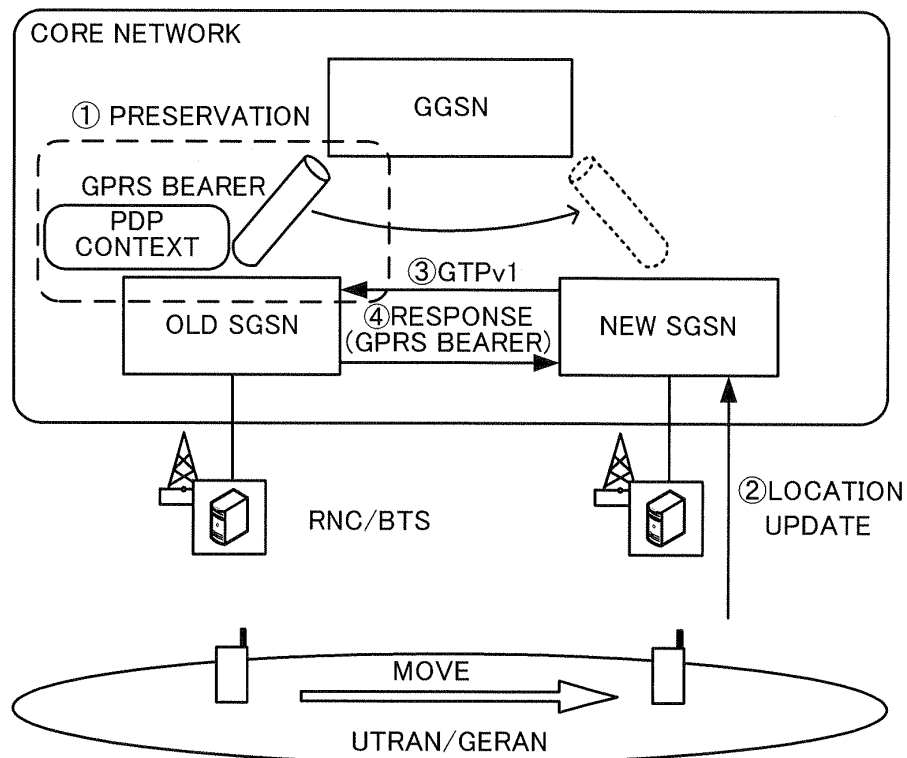 CORE NETWORK
GGSN
① PRESERVATION
GPRS BEARER
PDP
CONTEXT
③GTPv1
OLD SGSN
④RESPONSE
(GPRS BEARER)
NEW SGSN
②LOCATION
UPDATE
RNC/BTS
MOVE
UTRAN/GERAN